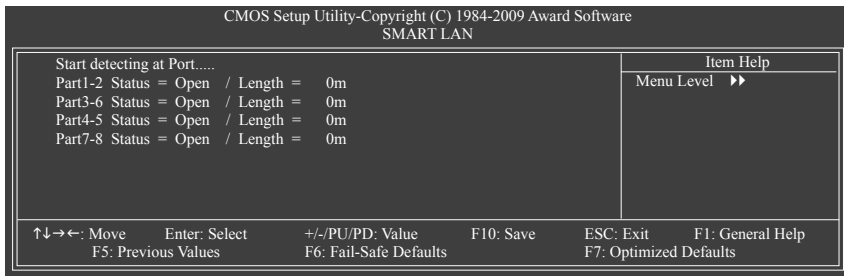 CMOS Setup Utility-Copyright (C) 1984-2009 Award Software
SMART LAN
Start detecting at Port.....
Part1-2 Status = Open / Length = 0m
Part3-6 Status = Open / Length = 0m
Part4-5 Status = Open / Length = 0m
Part7-8 Status = Open / Length = 0m
Item Help
Menu Level ▶▶
↑↓→←: Move Enter: Select +/-/PU/PD: Value F10: Save ESC: Exit F1: General Help
F5: Previous Values F6: Fail-Safe Defaults F7: Optimized Defaults